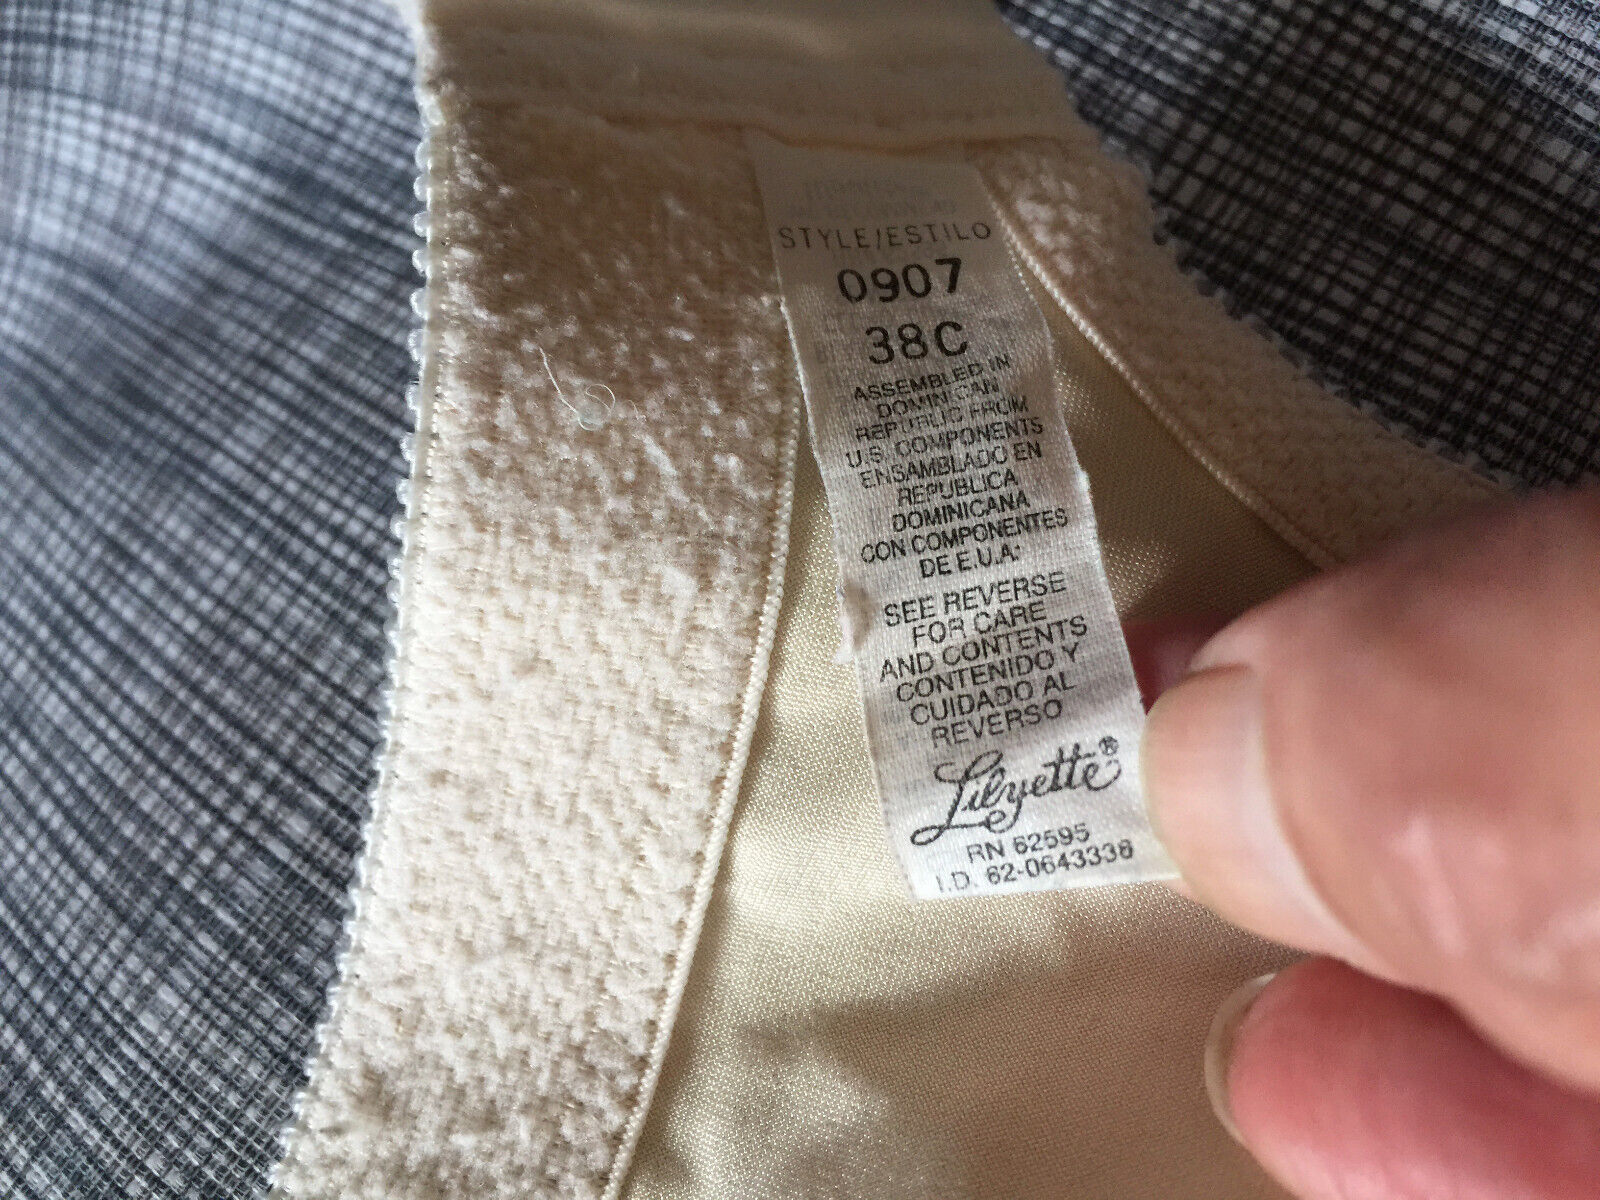 STYLE/ESTILO
0907
38C
ASSEMBLED IN
DOMINICAN
REPUBLIC FROM
U.S. COMPONENTS
ENSAMBLADO EN
REPUBLICA
DOMINICANA
CON COMPONENTES
DE E.U.A.
SEE REVERSE
FOR CARE
AND CONTENTS
CONTENIDO Y
CUIDADO AL
REVERSO
Lilyette®
RN 62595
I.D. 62-0643338